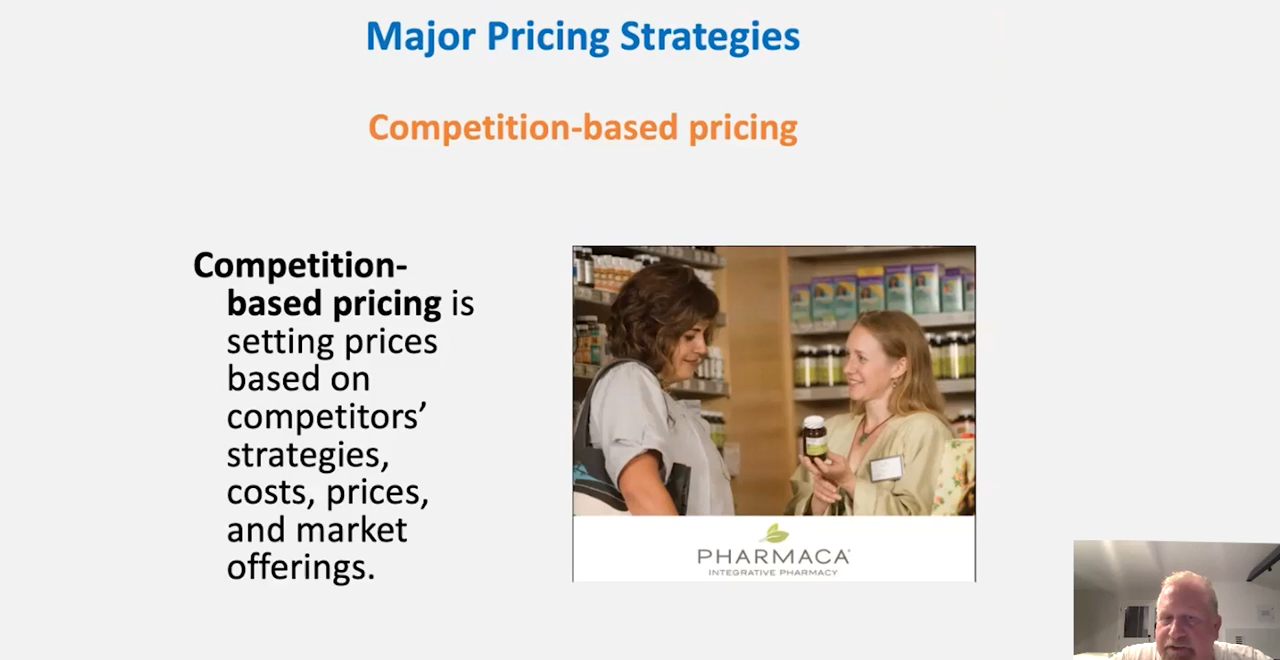 Major Pricing Strategies
Competition-based pricing
Competition-
based pricing is
setting prices
based on
competitors’
strategies,
costs, prices,
and market
offerings.
PHARMACA
INTEGRATIVE PHARMACY